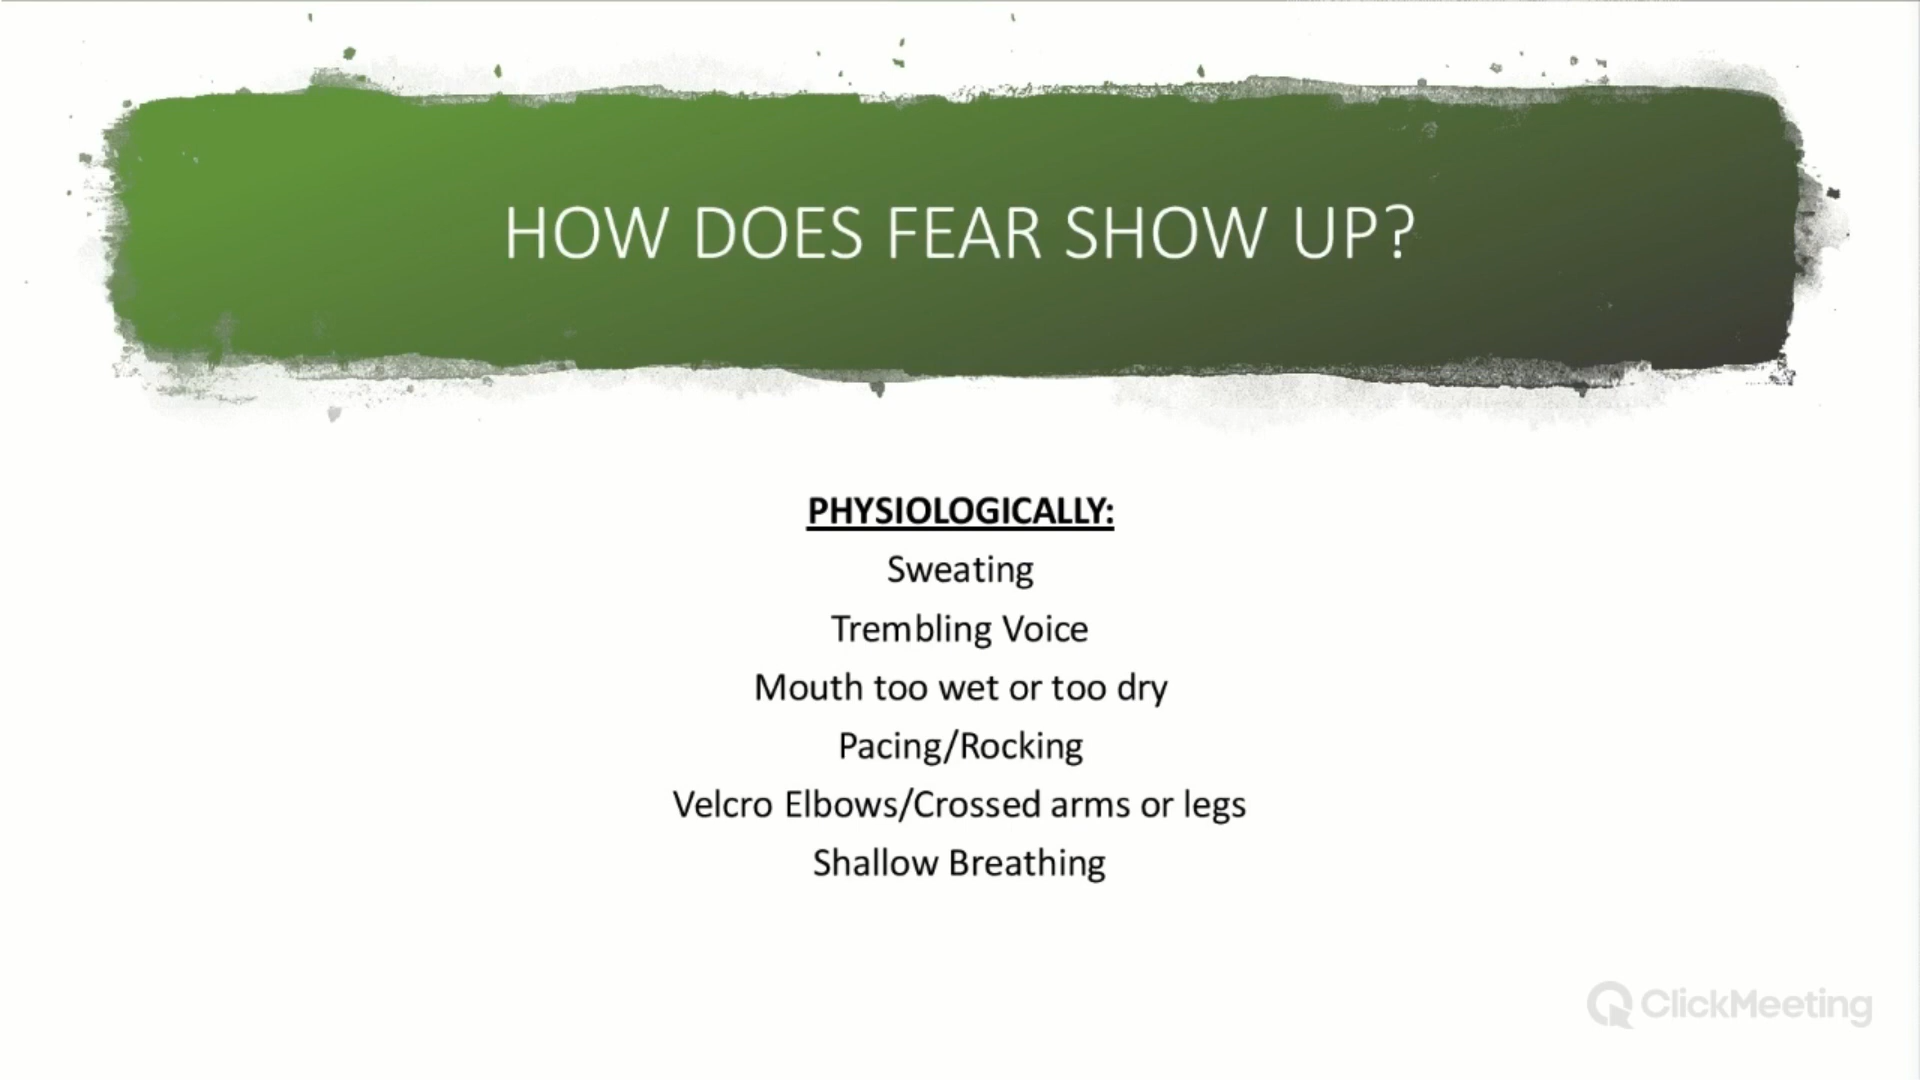 HOW DOES FEAR SHOW UP?
PHYSIOLOGICALLY:
Sweating
Trembling Voice
Mouth too wet or too dry
Pacing/Rocking
Velcro Elbows/Crossed arms or legs
Shallow Breathing
ClickMeeting